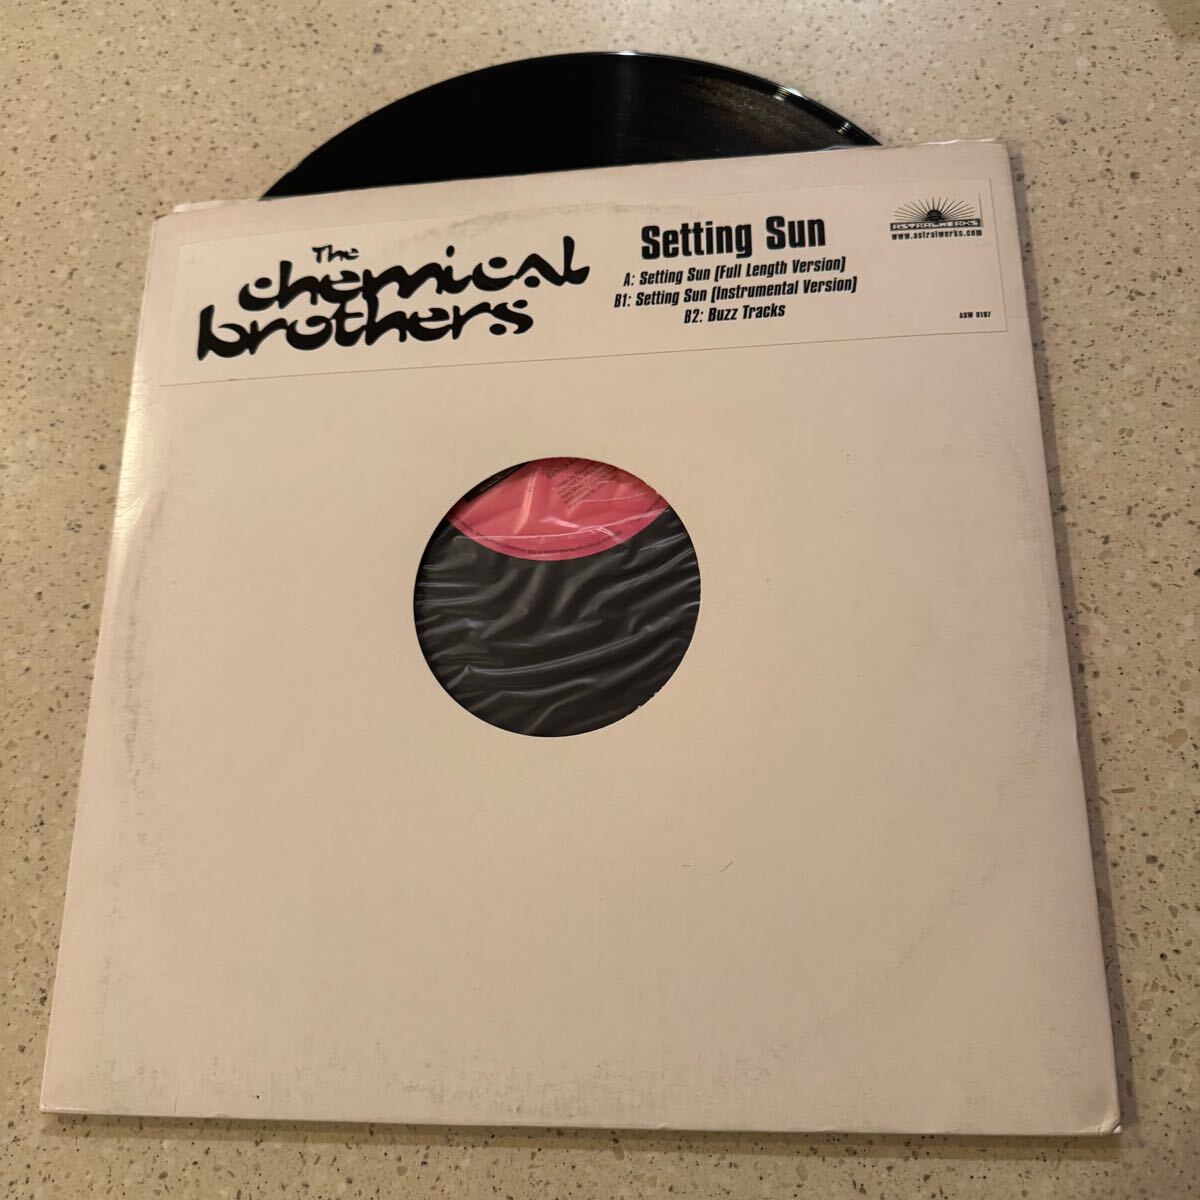 The
chemical
brothers
Setting Sun
A: Setting Sun (Full Length Version)
B1: Setting Sun (Instrumental Version)
B2: Buzz Tracks
ASTRALWERKS
www.astralwerks.com
ASW 6187